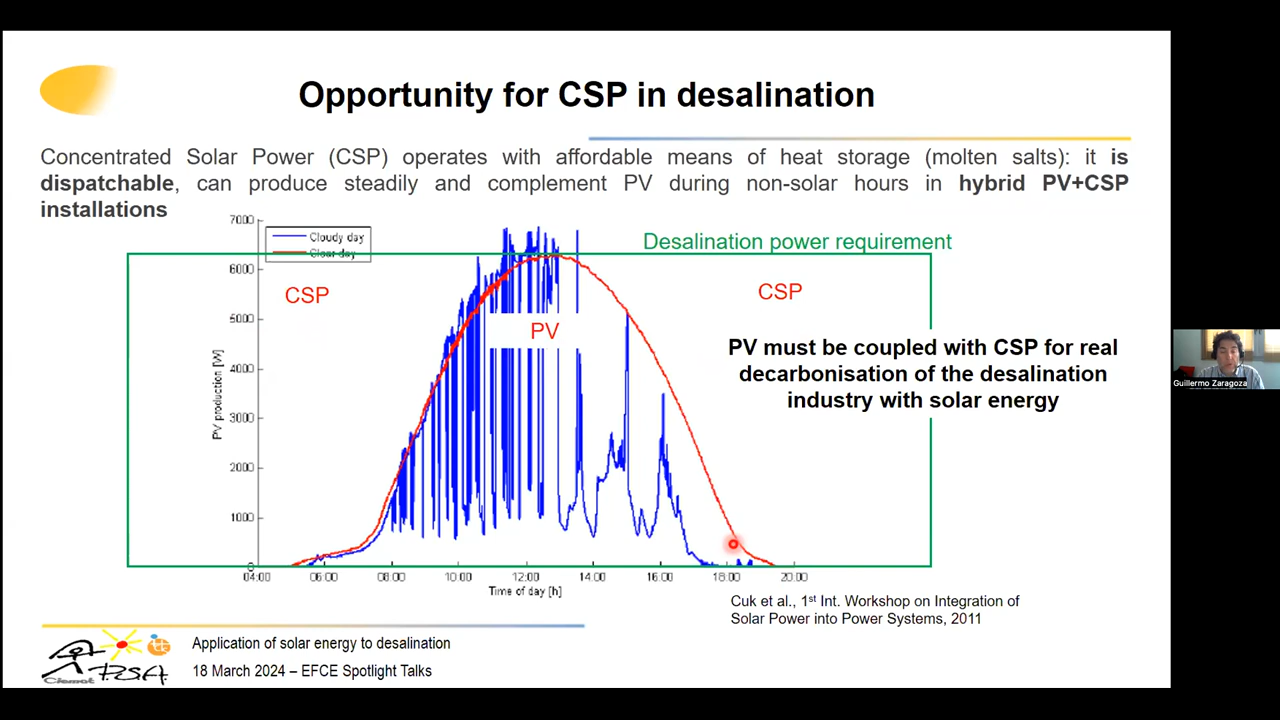 Opportunity for CSP in desalination
Concentrated Solar Power (CSP) operates with affordable means of heat storage (molten salts): it is
dispatchable, can produce steadily and complement PV during non-solar hours in hybrid PV+CSP
installations
7000
6000
5000
4000
3000
2000
1000
0
PV production [W]
Cloudy day
Clear day
Desalination power requirement
CSP
PV
CSP
PV must be coupled with CSP for real
decarbonisation of the desalination
industry with solar energy
04:00 06:00 08:00 10:00 12:00 14:00 16:00 18:00 20:00
Time of day [h]
Cuk et al., 1st Int. Workshop on Integration of
Solar Power into Power Systems, 2011
Application of solar energy to desalination
18 March 2024 – EFCE Spotlight Talks
Ciemat
PSA
Guillermo Zaragoza